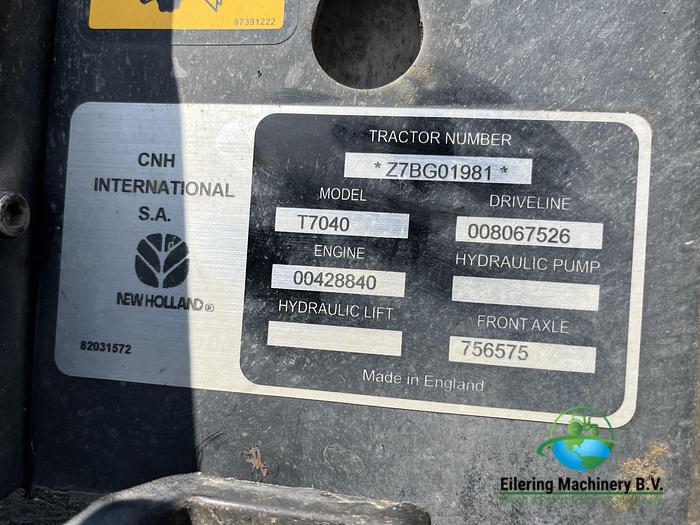 87391222
CNH
INTERNATIONAL
S.A.
NEW HOLLAND®
82031572
TRACTOR NUMBER
* Z7BG01981 *
MODEL
T7040
DRIVELINE
008067526
ENGINE
00428840
HYDRAULIC PUMP
HYDRAULIC LIFT
FRONT AXLE
756575
Made in England
Eilering Machinery B.V.